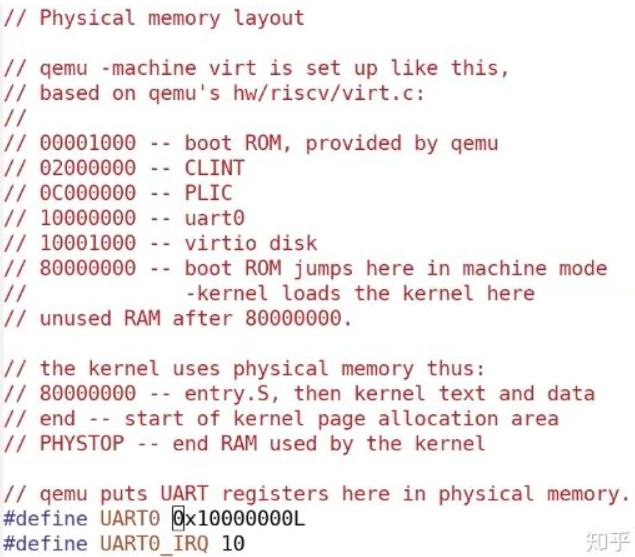 // Physical memory layout
// qemu -machine virt is set up like this,
// based on qemu's hw/riscv/virt.c:
//
// 00001000 -- boot ROM, provided by qemu
// 02000000 -- CLINT
// 0C000000 -- PLIC
// 10000000 -- uart0
// 10001000 -- virtio disk
// 80000000 -- boot ROM jumps here in machine mode
//             -kernel loads the kernel here
// unused RAM after 80000000.
// the kernel uses physical memory thus:
// 80000000 -- entry.S, then kernel text and data
// end -- start of kernel page allocation area
// PHYSTOP -- end RAM used by the kernel
// qemu puts UART registers here in physical memory.
#define UART0 0x10000000L
#define UART0_IRQ 10
知乎